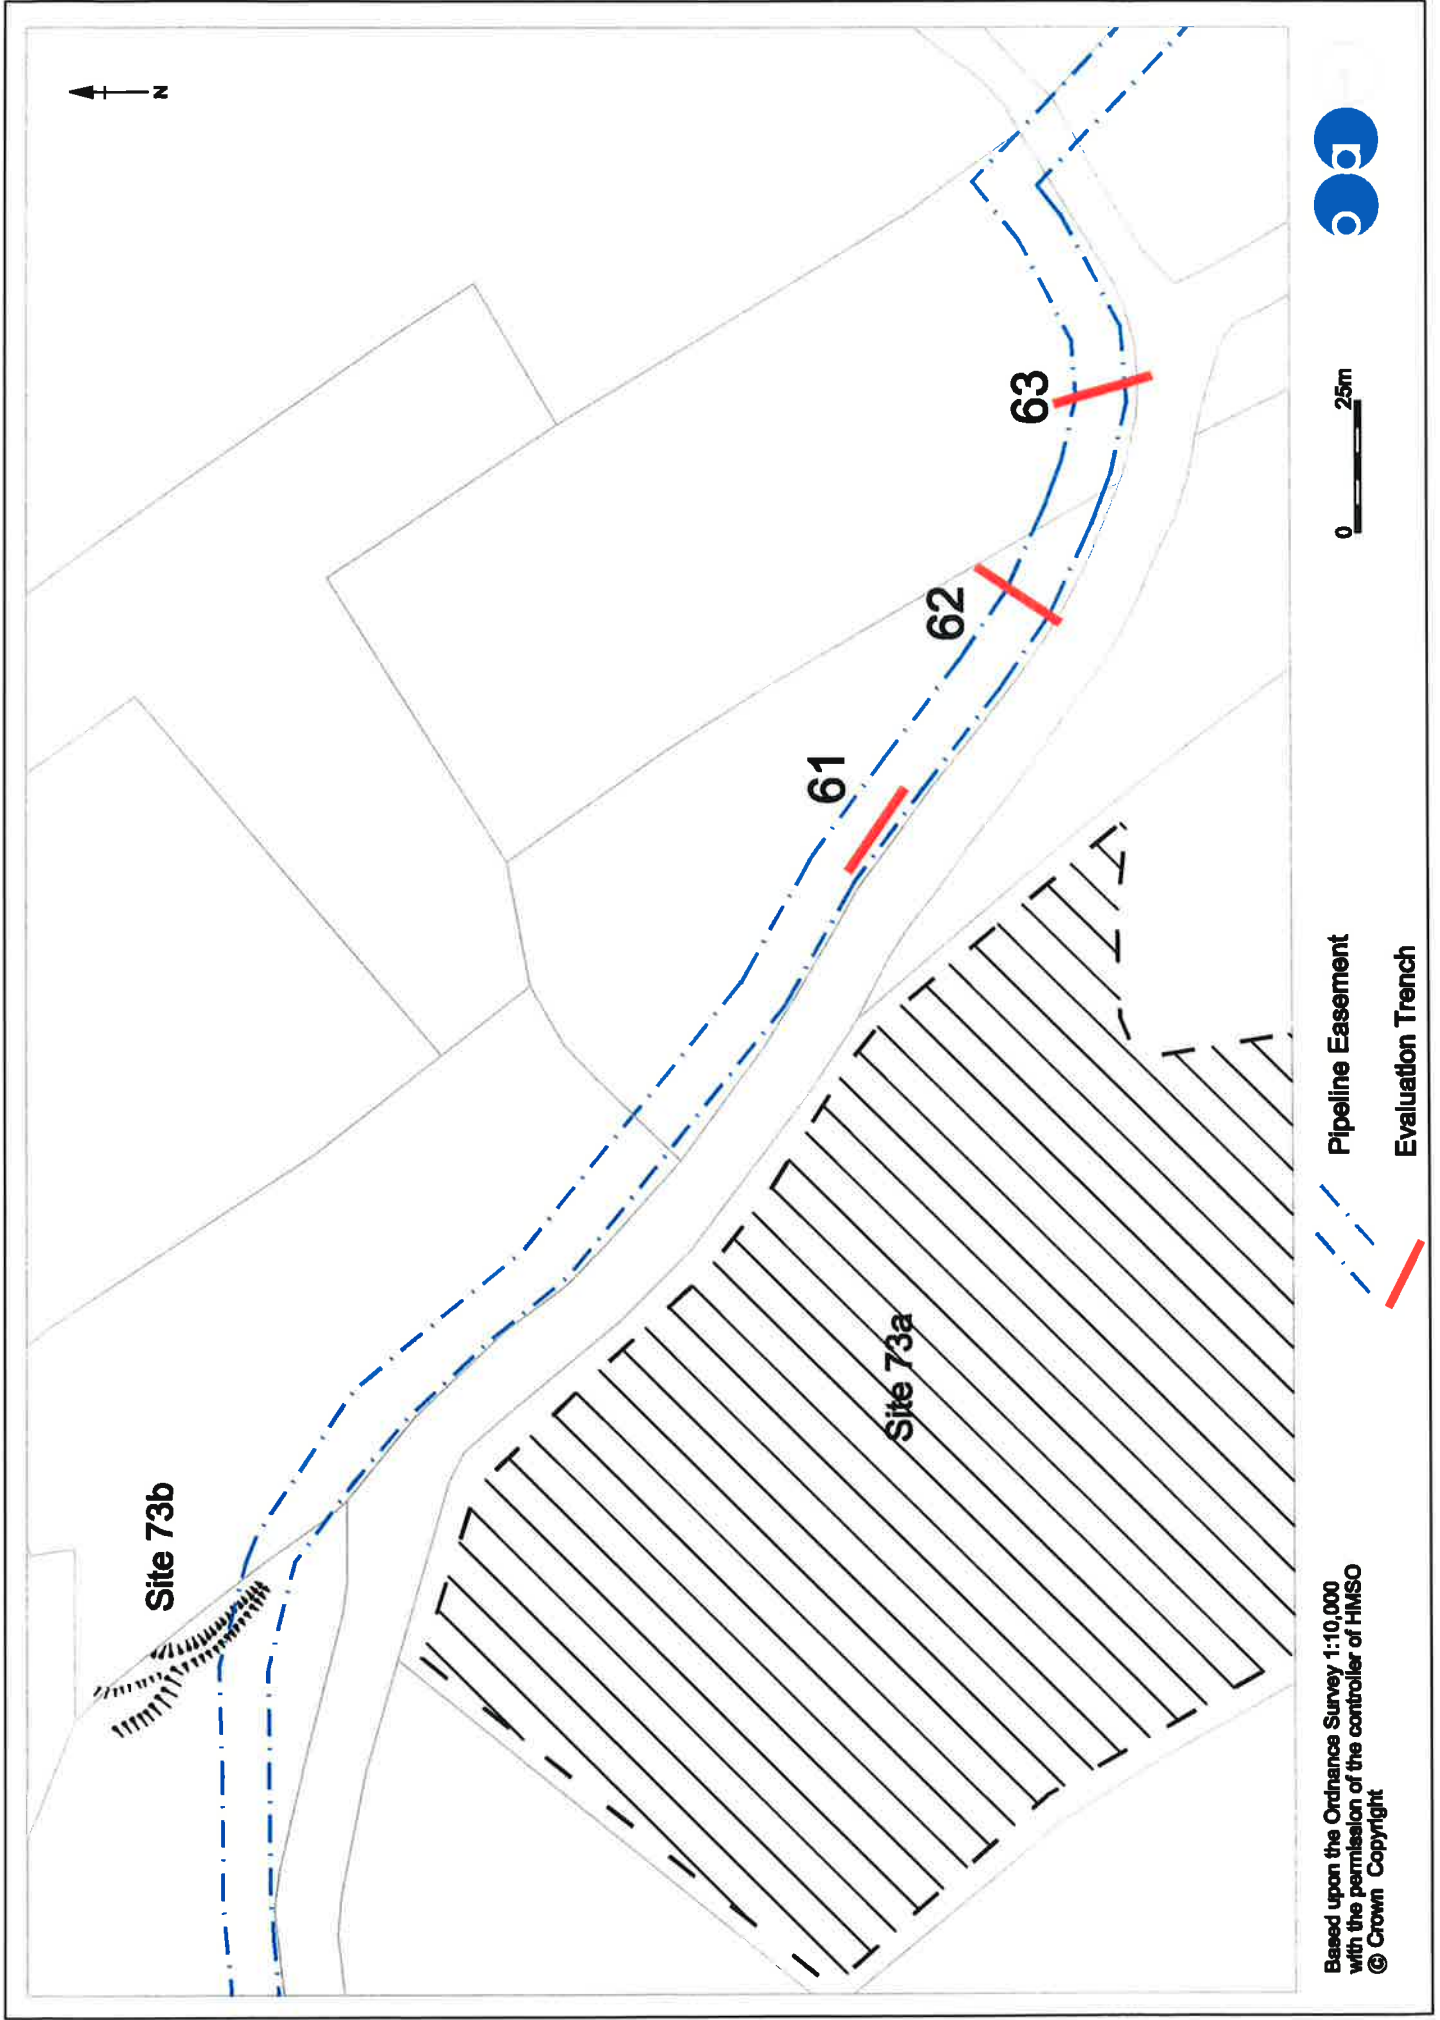 N
Site 73b
61
62
63
Site 73a
Based upon the Ordnance Survey 1:10,000
with the permission of the controller of HMSO
© Crown Copyright
Pipeline Easement
Evaluation Trench
0 25m